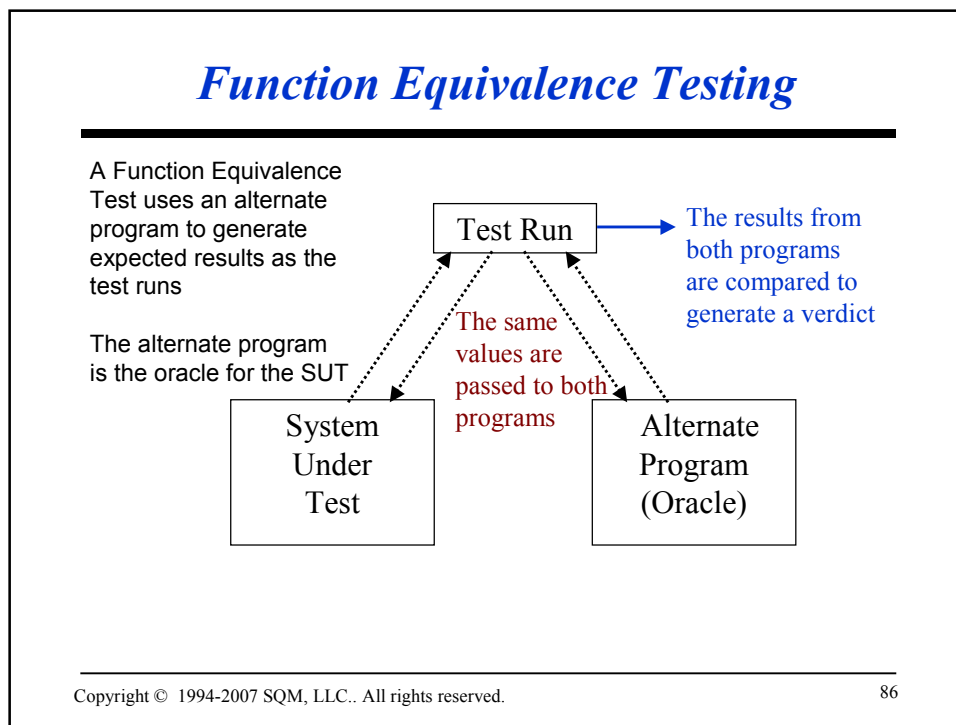 Function Equivalence Testing
A Function Equivalence
Test uses an alternate
program to generate
expected results as the
test runs
The alternate program
is the oracle for the SUT
Test Run
The results from
both programs
are compared to
generate a verdict
The same
values are
passed to both
programs
System
Under
Test
Alternate
Program
(Oracle)
Copyright © 1994-2007 SQM, LLC.. All rights reserved.
86